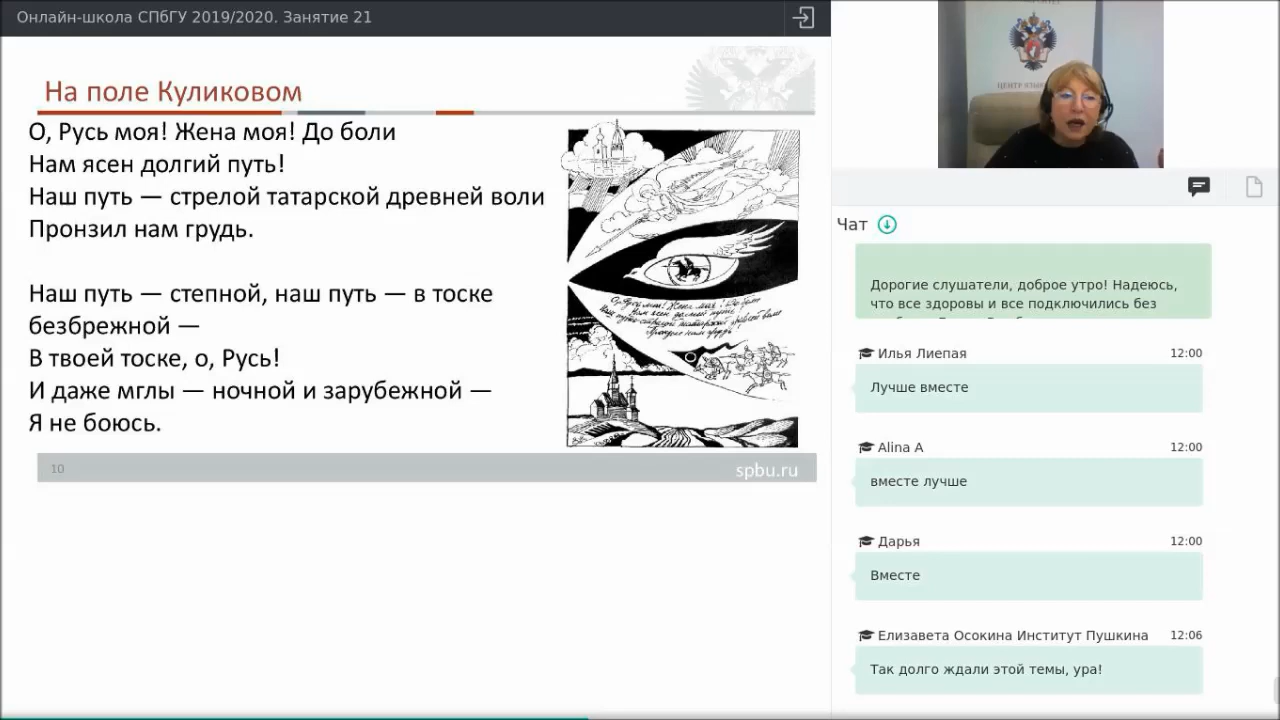 Онлайн-школа СПбГУ 2019/2020. Занятие 21
На поле Куликовом
О, Русь моя! Жена моя! До боли
Нам ясен долгий путь!
Наш путь — стрелой татарской древней воли
Пронзил нам грудь.
Наш путь — степной, наш путь — в тоске
безбрежной —
В твоей тоске, о, Русь!
И даже мглы — ночной и зарубежной —
Я не боюсь.
10
spbu.ru
Чат
Дорогие слушатели, доброе утро! Надеюсь,
что все здоровы и все подключились без
Илья Лиепая 12:00
Лучше вместе
Alina A 12:00
вместе лучше
Дарья 12:00
Вместе
Елизавета Осокина Институт Пушкина 12:06
Так долго ждали этой темы, ура!